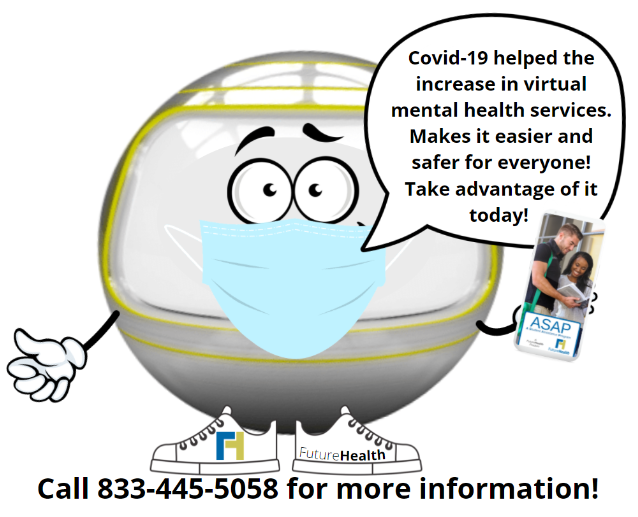 Covid-19 helped the
increase in virtual
mental health services.
Makes it easier and
safer for everyone!
Take advantage of it
today!
ASAP
FutureHealth
FutureHealth
Call 833-445-5058 for more information!